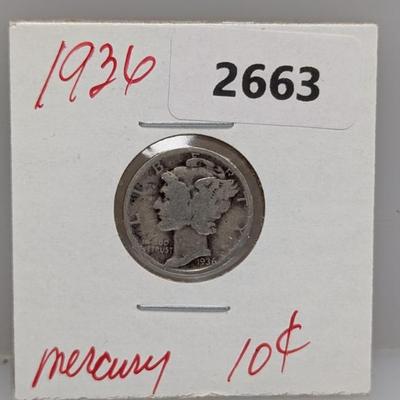 1936
2663
LIBERTY
IN GOD
WE TRUST
1936
mercury 10¢